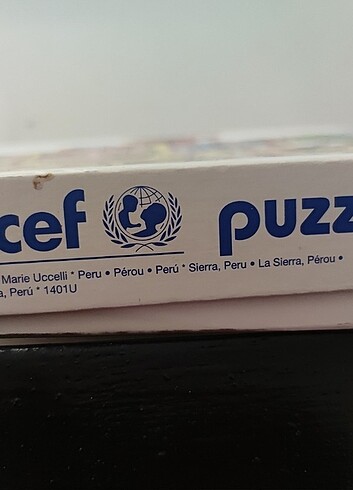 cef puzz
Marie Uccelli * Peru • Pérou • Perú * Sierra, Peru • La Sierra, Pérou •
a, Perú * 1401U